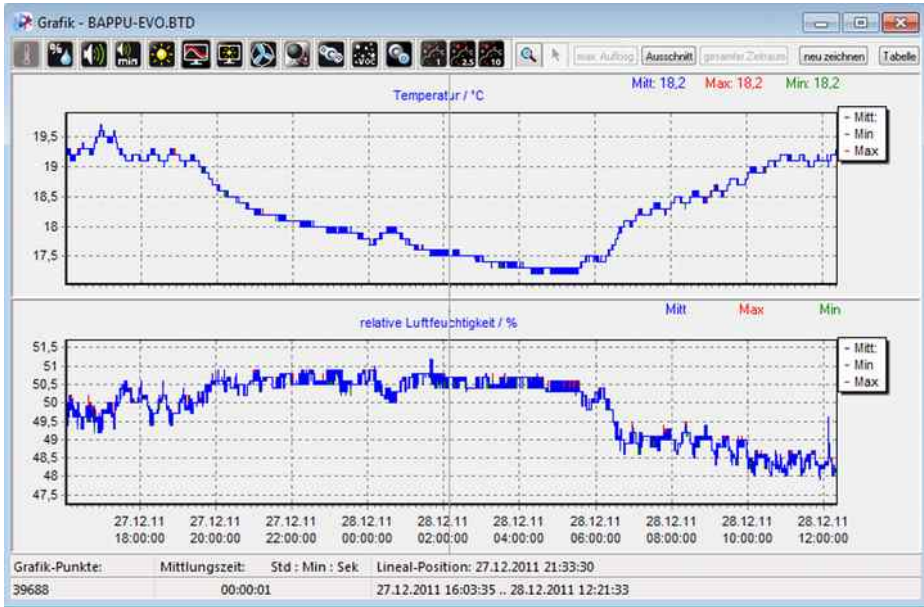 Grafik - BAPPU-EVO.BTD
% min VOC 1 2.5 10 max. Auflösg Ausschnitt gesamter Zeitraum neu zeichnen Tabelle
Temperatur / °C Mitt: 18,2 Max: 18,2 Min: 18,2
- Mitt:
- Min
- Max
19,5
19
18,5
18
17,5
relative Luftfeuchtigkeit / % Mitt Max Min
- Mitt:
- Min
- Max
51,5
51
50,5
50
49,5
49
48,5
48
47,5
27.12.11 27.12.11 27.12.11 28.12.11 28.12.11 28.12.11 28.12.11 28.12.11 28.12.11 28.12.11
18:00:00 20:00:00 22:00:00 00:00:00 02:00:00 04:00:00 06:00:00 08:00:00 10:00:00 12:00:00
Grafik-Punkte: Mittlungszeit: Std : Min : Sek Lineal-Position: 27.12.2011 21:33:30
39688 00:00:01 27.12.2011 16:03:35 .. 28.12.2011 12:21:33